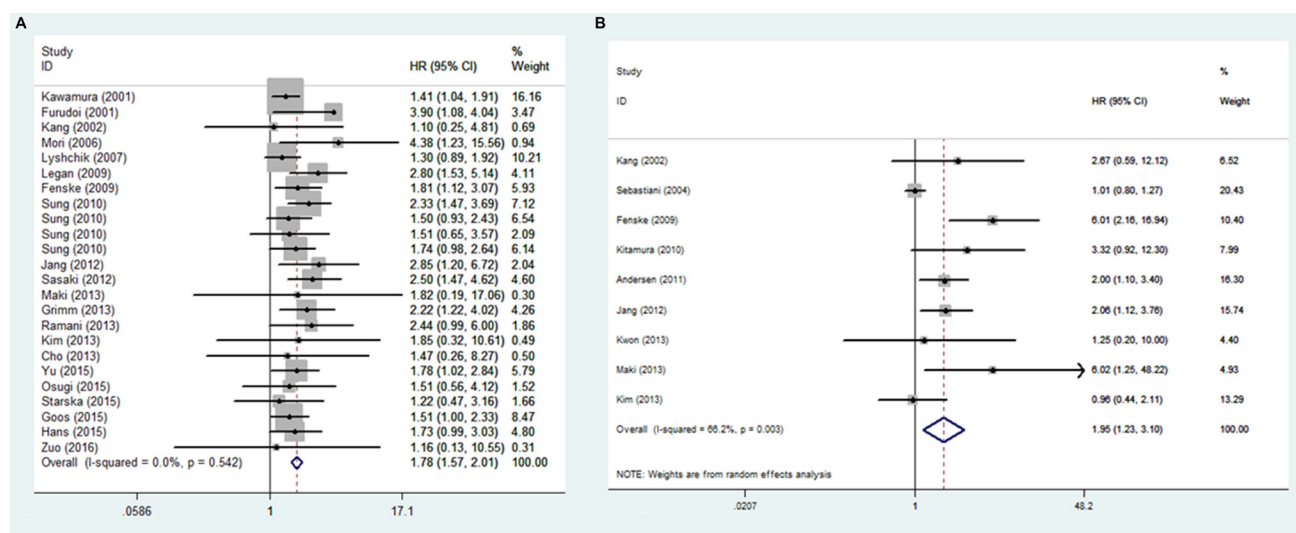 A
Study %
ID HR (95% CI) Weight
Kawamura (2001) 1.41 (1.04, 1.91) 16.16
Furudoi (2001) 3.90 (1.08, 4.04) 3.47
Kang (2002) 1.10 (0.25, 4.81) 0.69
Mori (2006) 4.38 (1.23, 15.56) 0.94
Lyshchik (2007) 1.30 (0.89, 1.92) 10.21
Legan (2009) 2.80 (1.53, 5.14) 4.11
Fenske (2009) 1.81 (1.12, 3.07) 5.93
Sung (2010) 2.33 (1.47, 3.69) 7.12
Sung (2010) 1.50 (0.93, 2.43) 6.54
Sung (2010) 1.51 (0.65, 3.57) 2.09
Sung (2010) 1.74 (0.98, 2.64) 6.14
Jang (2012) 2.85 (1.20, 6.72) 2.04
Sasaki (2012) 2.50 (1.47, 4.62) 4.60
Maki (2013) 1.82 (0.19, 17.06) 0.30
Grimm (2013) 2.22 (1.22, 4.02) 4.26
Ramani (2013) 2.44 (0.99, 6.00) 1.86
Kim (2013) 1.85 (0.32, 10.61) 0.49
Cho (2013) 1.47 (0.26, 8.27) 0.50
Yu (2015) 1.78 (1.02, 2.84) 5.79
Osugi (2015) 1.51 (0.56, 4.12) 1.52
Starska (2015) 1.22 (0.47, 3.16) 1.66
Goos (2015) 1.51 (1.00, 2.33) 8.47
Hans (2015) 1.73 (0.99, 3.03) 4.80
Zuo (2016) 1.16 (0.13, 10.55) 0.31
Overall (I-squared = 0.0%, p = 0.542) 1.78 (1.57, 2.01) 100.00
.0586 1 17.1
B
Study %
ID HR (95% CI) Weight
Kang (2002) 2.67 (0.59, 12.12) 6.52
Sebastiani (2004) 1.01 (0.80, 1.27) 20.43
Fenske (2009) 6.01 (2.16, 16.94) 10.40
Kitamura (2010) 3.32 (0.92, 12.30) 7.99
Andersen (2011) 2.00 (1.10, 3.40) 16.30
Jang (2012) 2.06 (1.12, 3.76) 15.74
Kwon (2013) 1.25 (0.20, 10.00) 4.40
Maki (2013) 6.02 (1.25, 48.22) 4.93
Kim (2013) 0.96 (0.44, 2.11) 13.29
Overall (I-squared = 66.2%, p = 0.003) 1.95 (1.23, 3.10) 100.00
NOTE: Weights are from random effects analysis
.0207 1 48.2